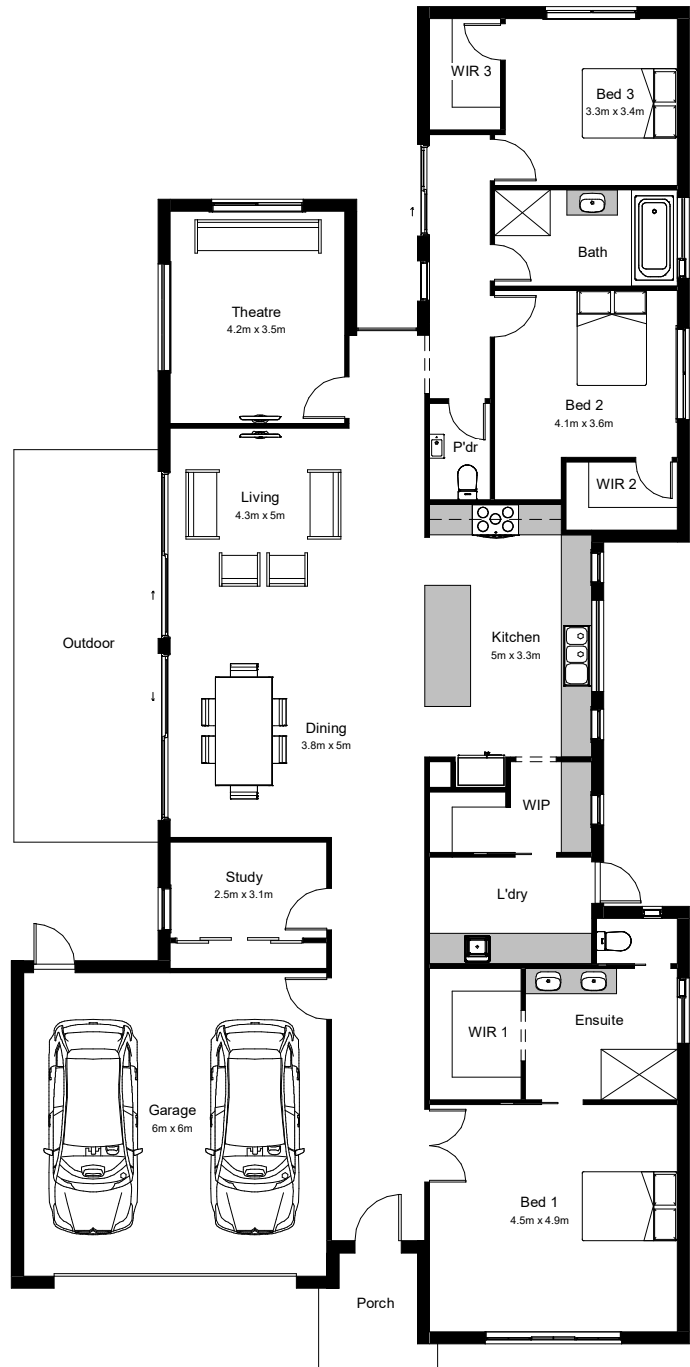 WIR 3
Bed 3
3.3m x 3.4m
Bath
Theatre
4.2m x 3.5m
Bed 2
4.1m x 3.6m
P'dr
WIR 2
Living
4.3m x 5m
Outdoor
Kitchen
5m x 3.3m
Dining
3.8m x 5m
WIP
Study
2.5m x 3.1m
L'dry
WIR 1
Ensuite
Garage
6m x 6m
Bed 1
4.5m x 4.9m
Porch